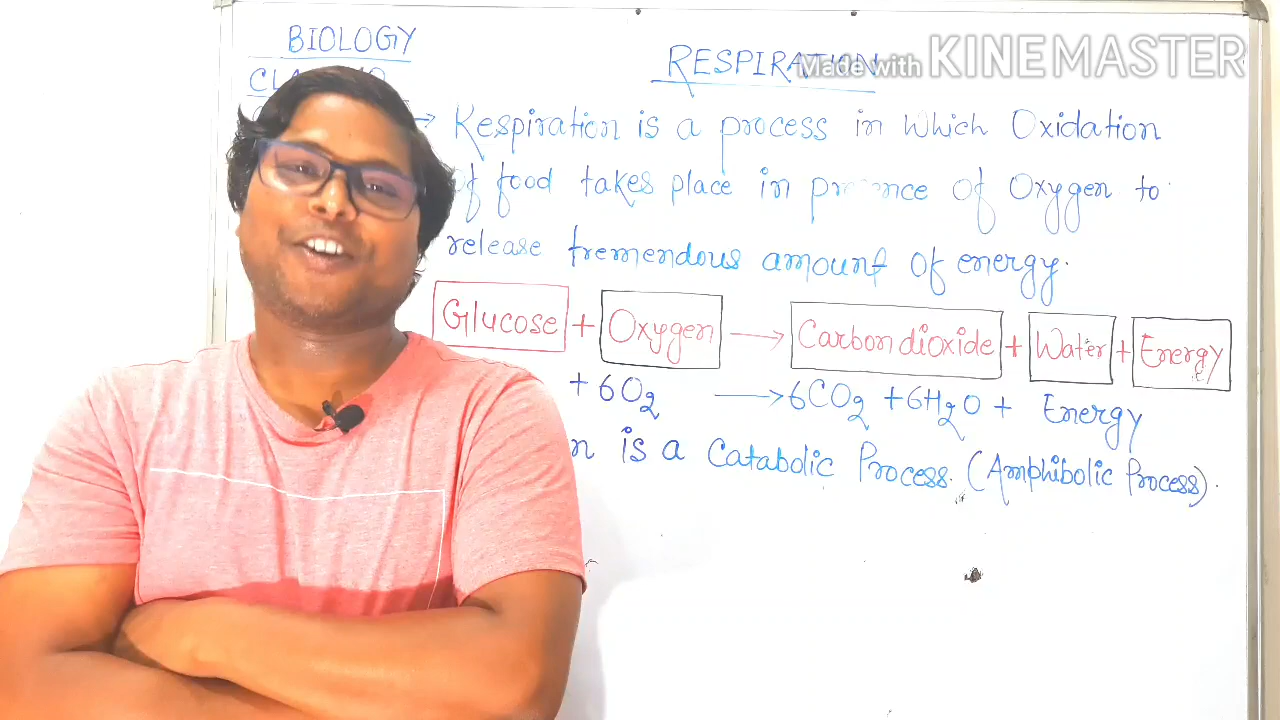 BIOLOGY
RESPIRATION
Made with KINEMASTER
→ Respiration is a process in which Oxidation
of food takes place in of Oxygen to
release tremendous amount of energy.
Glucose + Oxygen → Carbondioxide + Water + Energy
+ 6O₂ → 6CO₂ + 6H₂O + Energy
is a Catabolic Process. (Amphibolic Process).